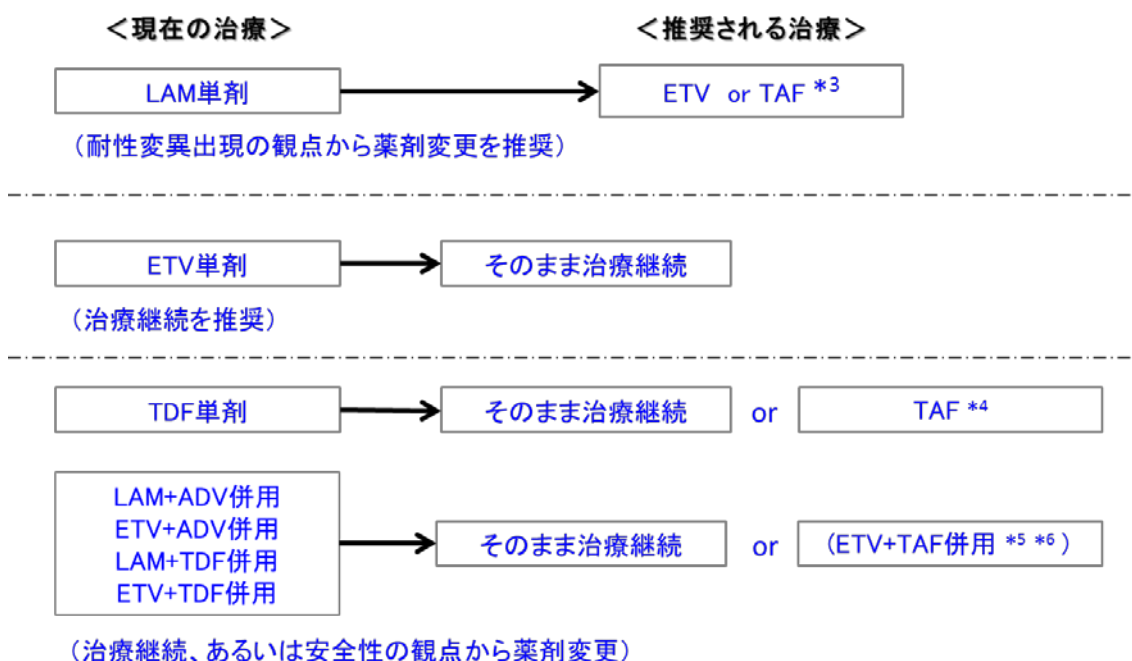 ＜現在の治療＞ ＜推奨される治療＞
LAM単剤 ETV or TAF *3
（耐性変異出現の観点から薬剤変更を推奨）
ETV単剤 そのまま治療継続
（治療継続を推奨）
TDF単剤 そのまま治療継続 or TAF *4
LAM+ADV併用
ETV+ADV併用
LAM+TDF併用
ETV+TDF併用
そのまま治療継続 or （ETV+TAF併用 *5 *6）
（治療継続、あるいは安全性の観点から薬剤変更）